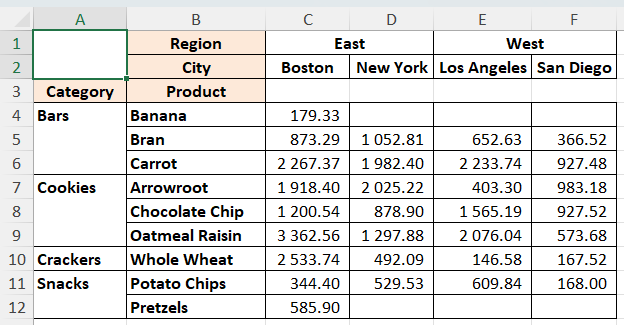 A B C D E F
1 Region East West
2 City Boston New York Los Angeles San Diego
3 Category Product
4 Bars Banana 179.33
5 Bran 873.29 1 052.81 652.63 366.52
6 Carrot 2 267.37 1 982.40 2 233.74 927.48
7 Cookies Arrowroot 1 918.40 2 025.22 403.30 983.18
8 Chocolate Chip 1 200.54 878.90 1 565.19 927.52
9 Oatmeal Raisin 3 362.56 1 297.88 2 076.04 573.68
10 Crackers Whole Wheat 2 533.74 492.09 146.58 167.52
11 Snacks Potato Chips 344.40 529.53 609.84 168.00
12 Pretzels 585.90